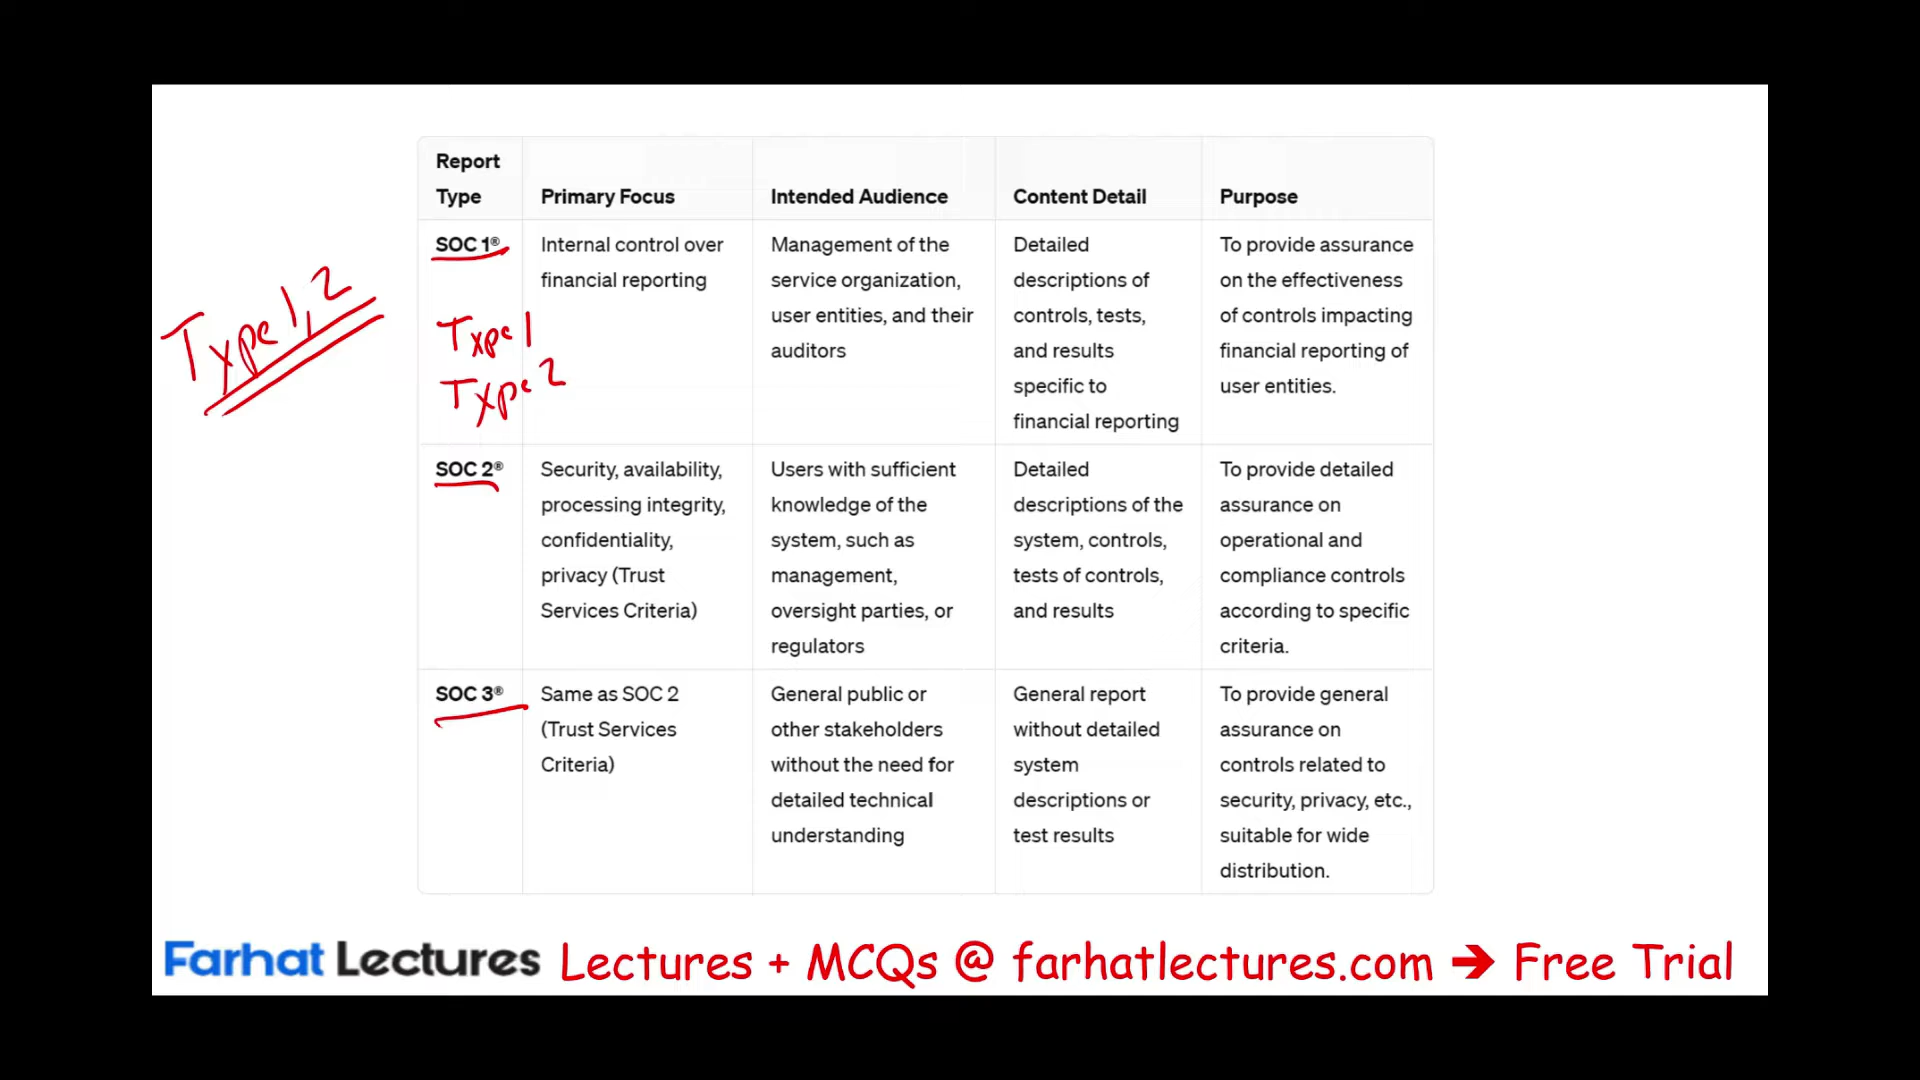 Report
Type
Primary Focus
Intended Audience
Content Detail
Purpose
SOC 1®
Internal control over
financial reporting
Management of the
service organization,
user entities, and their
auditors
Detailed
descriptions of
controls, tests,
and results
specific to
financial reporting
To provide assurance
on the effectiveness
of controls impacting
financial reporting of
user entities.
Type 1, 2
Type 1
Type 2
SOC 2®
Security, availability,
processing integrity,
confidentiality,
privacy (Trust
Services Criteria)
Users with sufficient
knowledge of the
system, such as
management,
oversight parties, or
regulators
Detailed
descriptions of the
system, controls,
tests of controls,
and results
To provide detailed
assurance on
operational and
compliance controls
according to specific
criteria.
SOC 3®
Same as SOC 2
(Trust Services
Criteria)
General public or
other stakeholders
without the need for
detailed technical
understanding
General report
without detailed
system
descriptions or
test results
To provide general
assurance on
controls related to
security, privacy, etc.,
suitable for wide
distribution.
Farhat Lectures Lectures + MCQs @ farhatlectures.com → Free Trial